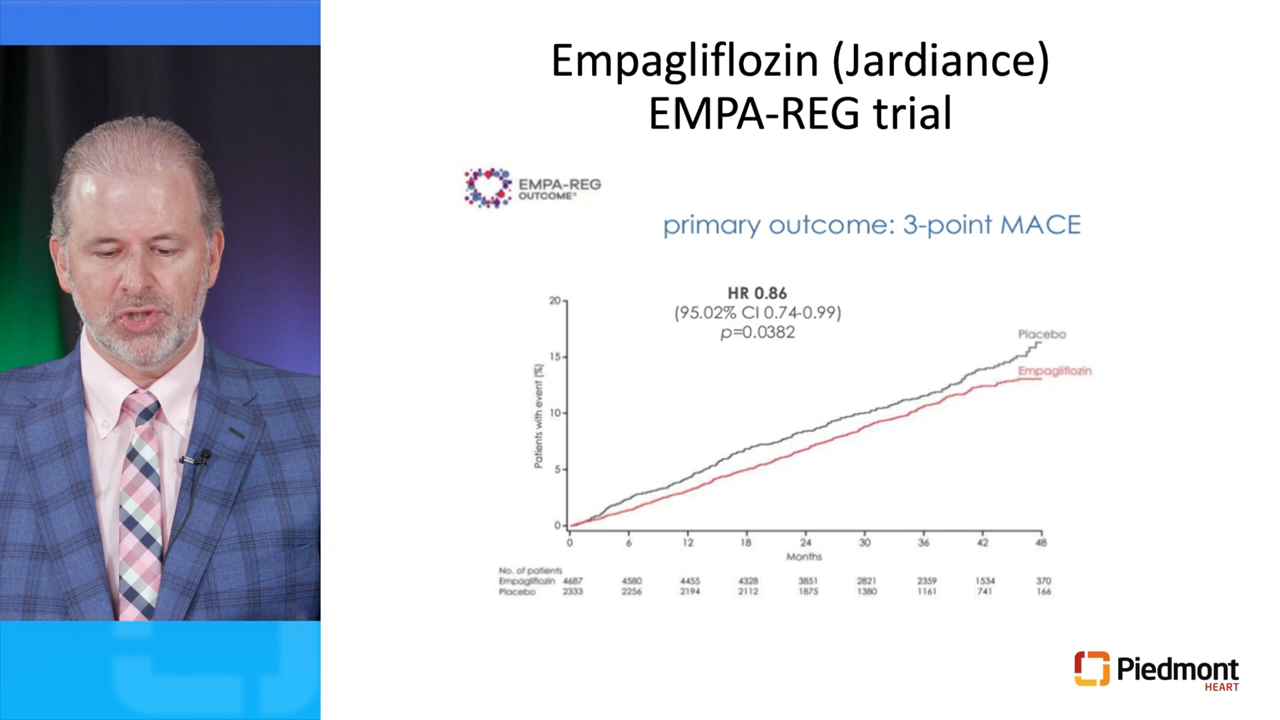 Empagliflozin (Jardiance)
EMPA-REG trial
EMPA-REG
OUTCOME®
primary outcome: 3-point MACE
HR 0.86
(95.02% CI 0.74-0.99)
p=0.0382
Placebo
Empagliflozin
Patients with event (%)
20
15
10
5
0
0 6 12 18 24 30 36 42 48
Months
No. of patients
Empagliflozin 4687 4580 4455 4328 3851 2821 2359 1534 370
Placebo 2333 2256 2194 2112 1875 1380 1161 741 166
Piedmont
HEART